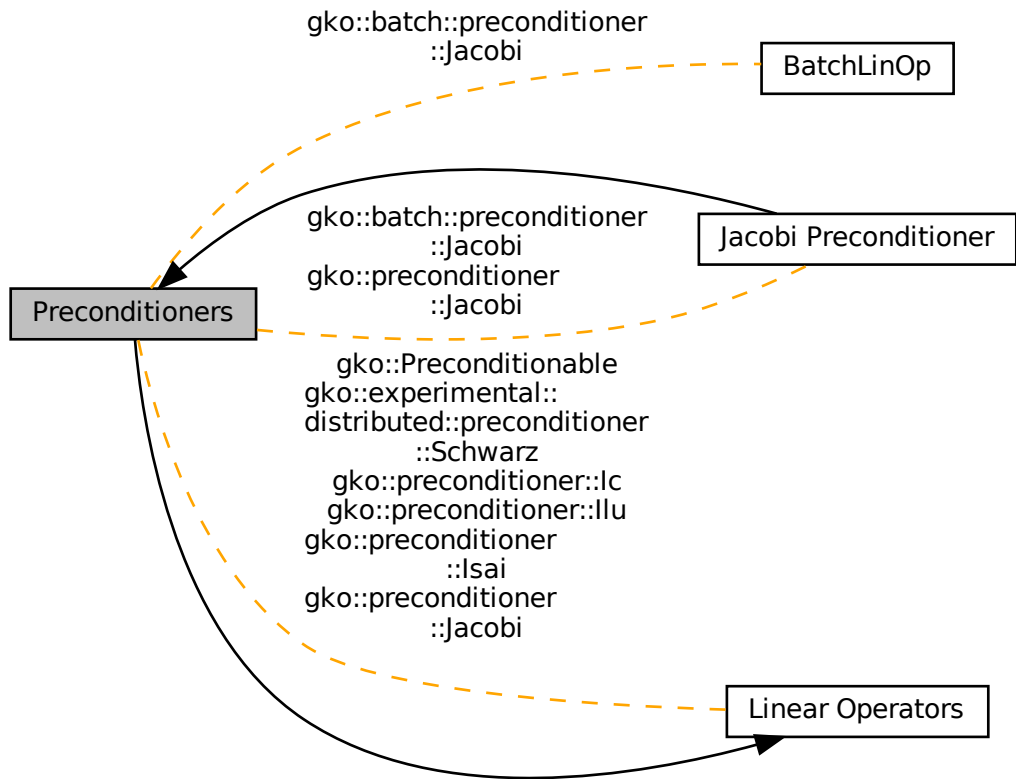 gko::batch::preconditioner
::Jacobi
BatchLinOp
gko::batch::preconditioner
::Jacobi
gko::preconditioner
::Jacobi
Jacobi Preconditioner
Preconditioners
gko::Preconditionable
gko::experimental::
distributed::preconditioner
::Schwarz
gko::preconditioner::Ic
gko::preconditioner::Ilu
gko::preconditioner
::Isai
gko::preconditioner
::Jacobi
Linear Operators